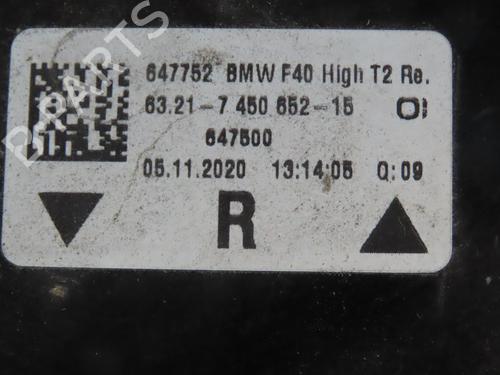 B-PARTS
647752 BMW F40 High T2 Re.
63.21-7 450 652-15 OI
647500
05.11.2020 13:14:05 Q:09
R